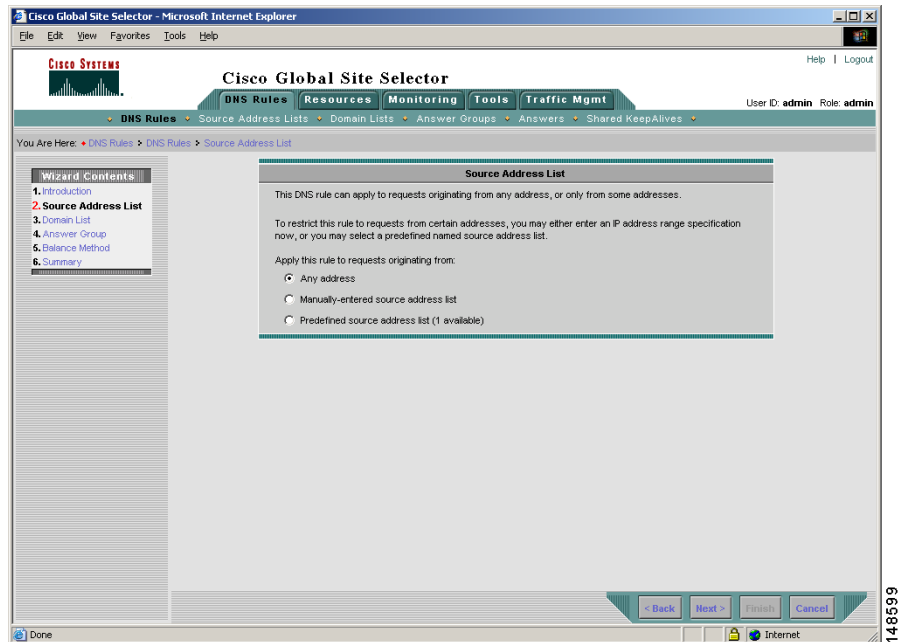 Cisco Global Site Selector - Microsoft Internet Explorer
File Edit View Favorites Tools Help
CISCO SYSTEMS
Help | Logout
Cisco Global Site Selector
DNS Rules Resources Monitoring Tools Traffic Mgmt
User ID: admin Role: admin
DNS Rules Source Address Lists Domain Lists Answer Groups Answers Shared KeepAlives
You Are Here: DNS Rules DNS Rules Source Address List
Wizard Contents
1. Introduction
2. Source Address List
3. Domain List
4. Answer Group
5. Balance Method
6. Summary
Source Address List
This DNS rule can apply to requests originating from any address, or only from some addresses.
To restrict this rule to requests from certain addresses, you may either enter an IP address range specification
now, or you may select a predefined named source address list.
Apply this rule to requests originating from:
Any address
Manually-entered source address list
Predefined source address list (1 available)
< Back Next > Finish Cancel
Done
Internet
148599